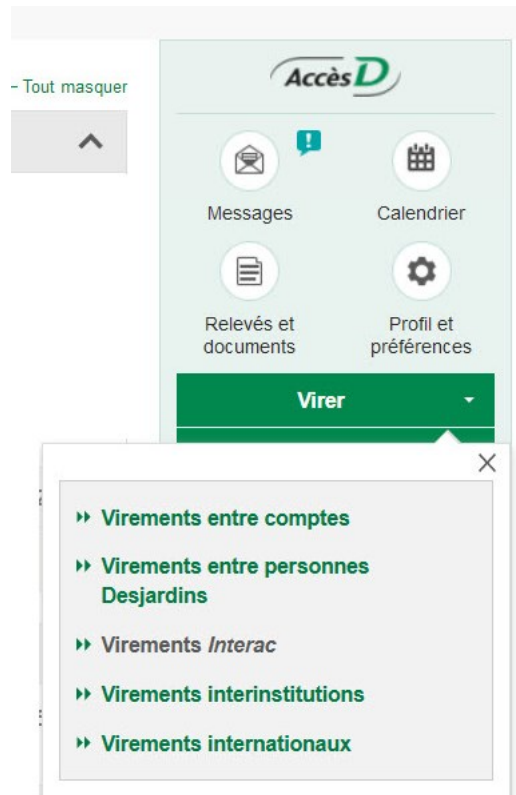 – Tout masquer
AccèsD
Messages
Calendrier
Relevés et
documents
Profil et
préférences
Virer
Virements entre comptes
Virements entre personnes
Desjardins
Virements Interac
Virements interinstitutions
Virements internationaux